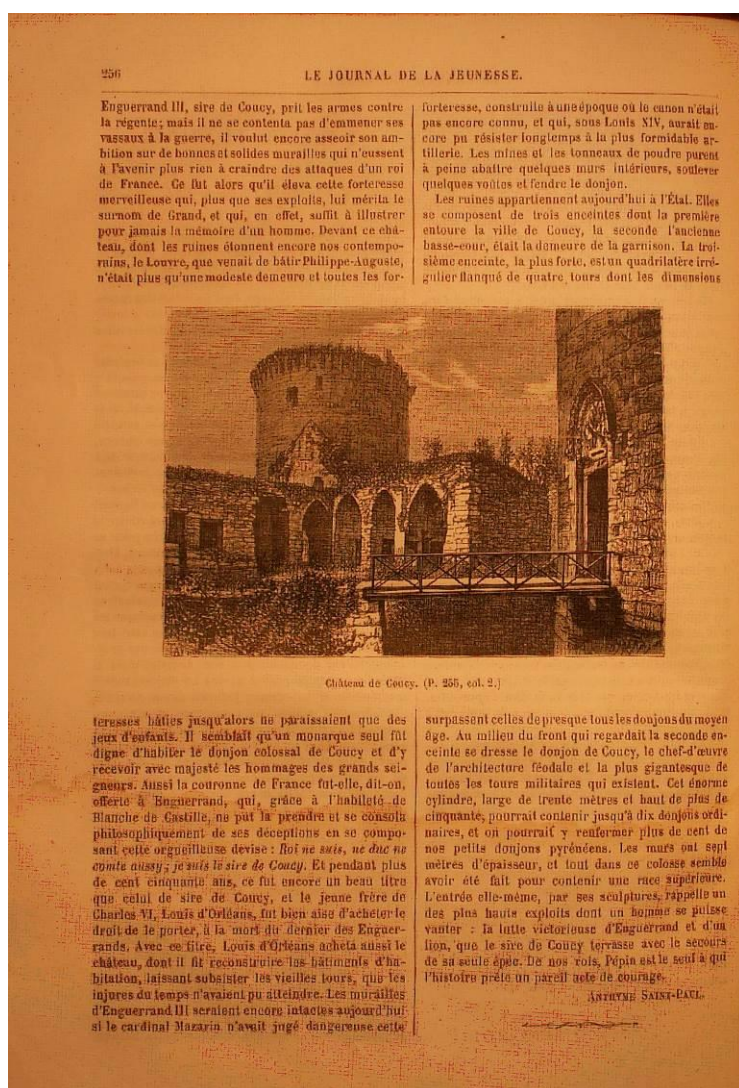 256
LE JOURNAL DE LA JEUNESSE.
Enguerrand III, sire de Coucy, prit les armes contre
la régente; mais il ne se contenta pas d'emmener ses
vassaux à la guerre, il voulut encore asseoir son am-
bition sur de bonnes et solides murailles qui n'eussent
à l'avenir plus rien à craindre des attaques d'un roi
de France. Ce fut alors qu'il éleva cette forteresse
merveilleuse qui, plus que ses exploits, lui mérita le
surnom de Grand, et qui, en effet, suffit à illustrer
pour jamais la mémoire d'un homme. Devant ce châ-
teau, dont les ruines étonnent encore nos contempo-
rains, le Louvre, que venait de bâtir Philippe-Auguste,
n'était plus qu'une modeste demeure et toutes les for-
teresses bâties jusqu'alors ne paraissaient que des
jeux d'enfants. Il semblait qu'un monarque seul fût
digne d'habiter le donjon colossal de Coucy et d'y
recevoir avec majesté les hommages des grands sei-
gneurs. Aussi la couronne de France fut-elle, dit-on,
offerte à Enguerrand, qui, grâce à l'habileté de
Blanche de Castille, ne put la prendre et se consola
philosophiquement de ses déceptions en se compo-
sant cette orgueilleuse devise : Roi ne suis, ne duc ne
comte aussy; je suis le sire de Coucy. Et pendant plus
de cent cinquante ans, ce fut encore un beau titre
que celui de sire de Coucy, et le jeune frère de
Charles VI, Louis d'Orléans, fut bien aise d'acheter le
droit de le porter, à la mort du dernier des Enguer-
rands. Avec ce titre, Louis d'Orléans acheta aussi le
château, dont il fit reconstruire les bâtiments d'ha-
bitation, laissant subsister les vieilles tours, que les
injures du temps n'avaient pu atteindre. Les murailles
d'Enguerrand III seraient encore intactes aujourd'hui
si le cardinal Mazarin n'avait jugé dangereuse cette
forteresse, construite à une époque où le canon n'était
pas encore connu, et qui, sous Louis XIV, aurait en-
core pu résister longtemps à la plus formidable ar-
tillerie. Les mines et les tonneaux de poudre purent
à peine abattre quelques murs intérieurs, soulever
quelques voûtes et fendre le donjon.
Les ruines appartiennent aujourd'hui à l'État. Elles
se composent de trois enceintes dont la première
entoure la ville de Coucy, la seconde l'ancienne
basse-cour, était la demeure de la garnison. La troi-
sième enceinte, la plus forte, est un quadrilatère irré-
gulier flanqué de quatre tours dont les dimensions
surpassent celles de presque tous les donjons du moyen
âge. Au milieu du front qui regardait la seconde en-
ceinte se dresse le donjon de Coucy, le chef-d'œuvre
de l'architecture féodale et la plus gigantesque de
toutes les tours militaires qui existent. Cet énorme
cylindre, large de trente mètres et haut de plus de
cinquante, pourrait contenir jusqu'à dix donjons ordi-
naires, et on pourrait y renfermer plus de cent de
nos petits donjons pyrénéens. Les murs ont sept
mètres d'épaisseur, et tout dans ce colosse semble
avoir été fait pour contenir une race supérieure.
L'entrée elle-même, par ses sculptures, rappelle un
des plus hauts exploits dont un homme se puisse
vanter : la lutte victorieuse d'Enguerrand et d'un
lion, que le sire de Coucy terrasse avec le secours
de sa seule épée. De nos rois, Pépin est le seul à qui
l'histoire prête un pareil acte de courage.
ANTHYME SAINT-PAUL.
Château de Coucy. (P. 255, col. 2.)